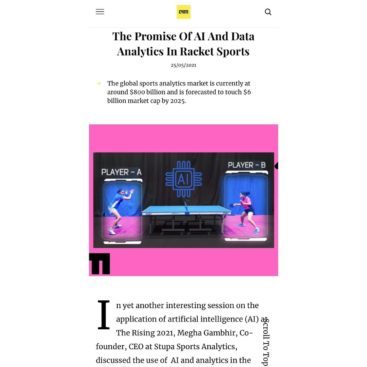 The Promise Of AI And Data
Analytics In Racket Sports
25/05/2021
The global sports analytics market is currently at
around $800 billion and is forecasted to touch $6
billion market cap by 2025.
PLAYER - A
PLAYER - B
AI
In yet another interesting session on the
application of artificial intelligence (AI) at
The Rising 2021, Megha Gambhir, Co-
founder, CEO at Stupa Sports Analytics,
discussed the use of AI and analytics in the
Scroll To Top